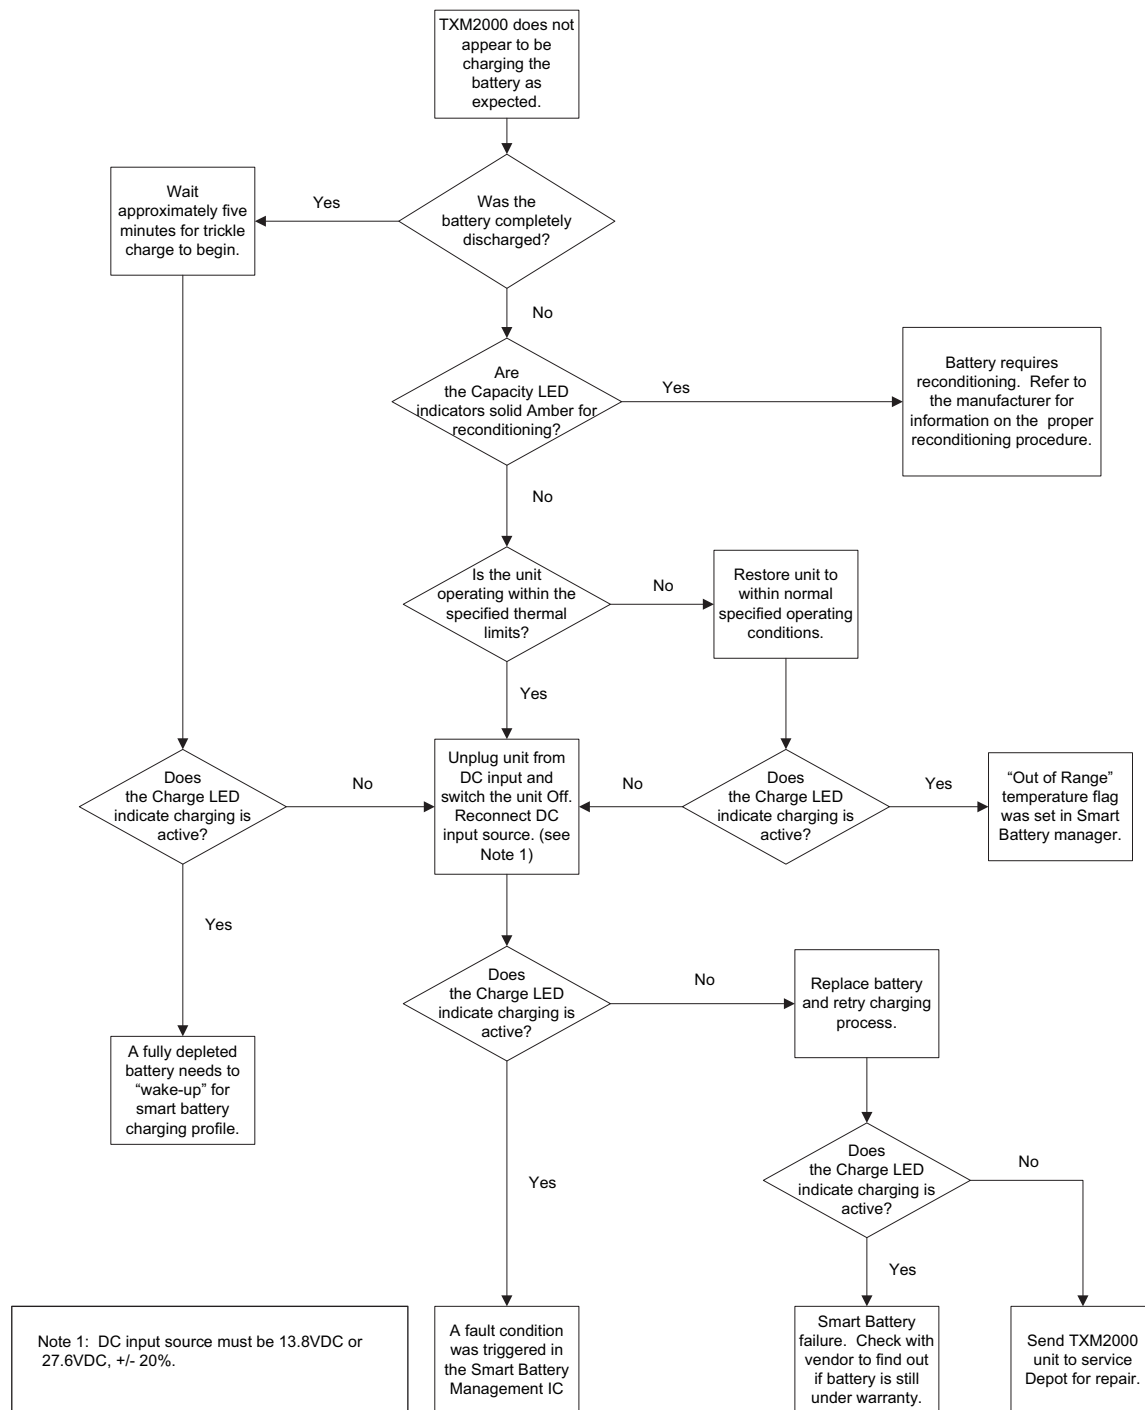 TXM2000 does not
appear to be
charging the
battery as
expected.
Wait
approximately five
minutes for trickle
charge to begin.
Yes
Was the
battery completely
discharged?
No
Are
the Capacity LED
indicators solid Amber for
reconditioning?
Yes
Battery requires
reconditioning.  Refer to
the manufacturer for
information on the  proper
reconditioning procedure.
No
Is the unit
operating within the
specified thermal
limits?
No
Restore unit to
within normal
specified operating
conditions.
Yes
Does
the Charge LED
indicate charging is
active?
No
Unplug unit from
DC input and
switch the unit Off.
Reconnect DC
input source. (see
Note 1)
No
Does
the Charge LED
indicate charging is
active?
Yes
“Out of Range”
temperature flag
was set in Smart
Battery manager.
Yes
Does
the Charge LED
indicate charging is
active?
No
Replace battery
and retry charging
process.
A fully depleted
battery needs to
“wake-up” for
smart battery
charging profile.
Yes
Does
the Charge LED
indicate charging is
active?
No
Yes
Note 1:  DC input source must be 13.8VDC or
27.6VDC, +/- 20%.
A fault condition
was triggered in
the Smart Battery
Management IC
Smart Battery
failure.  Check with
vendor to find out
if battery is still
under warranty.
Send TXM2000
unit to service
Depot for repair.